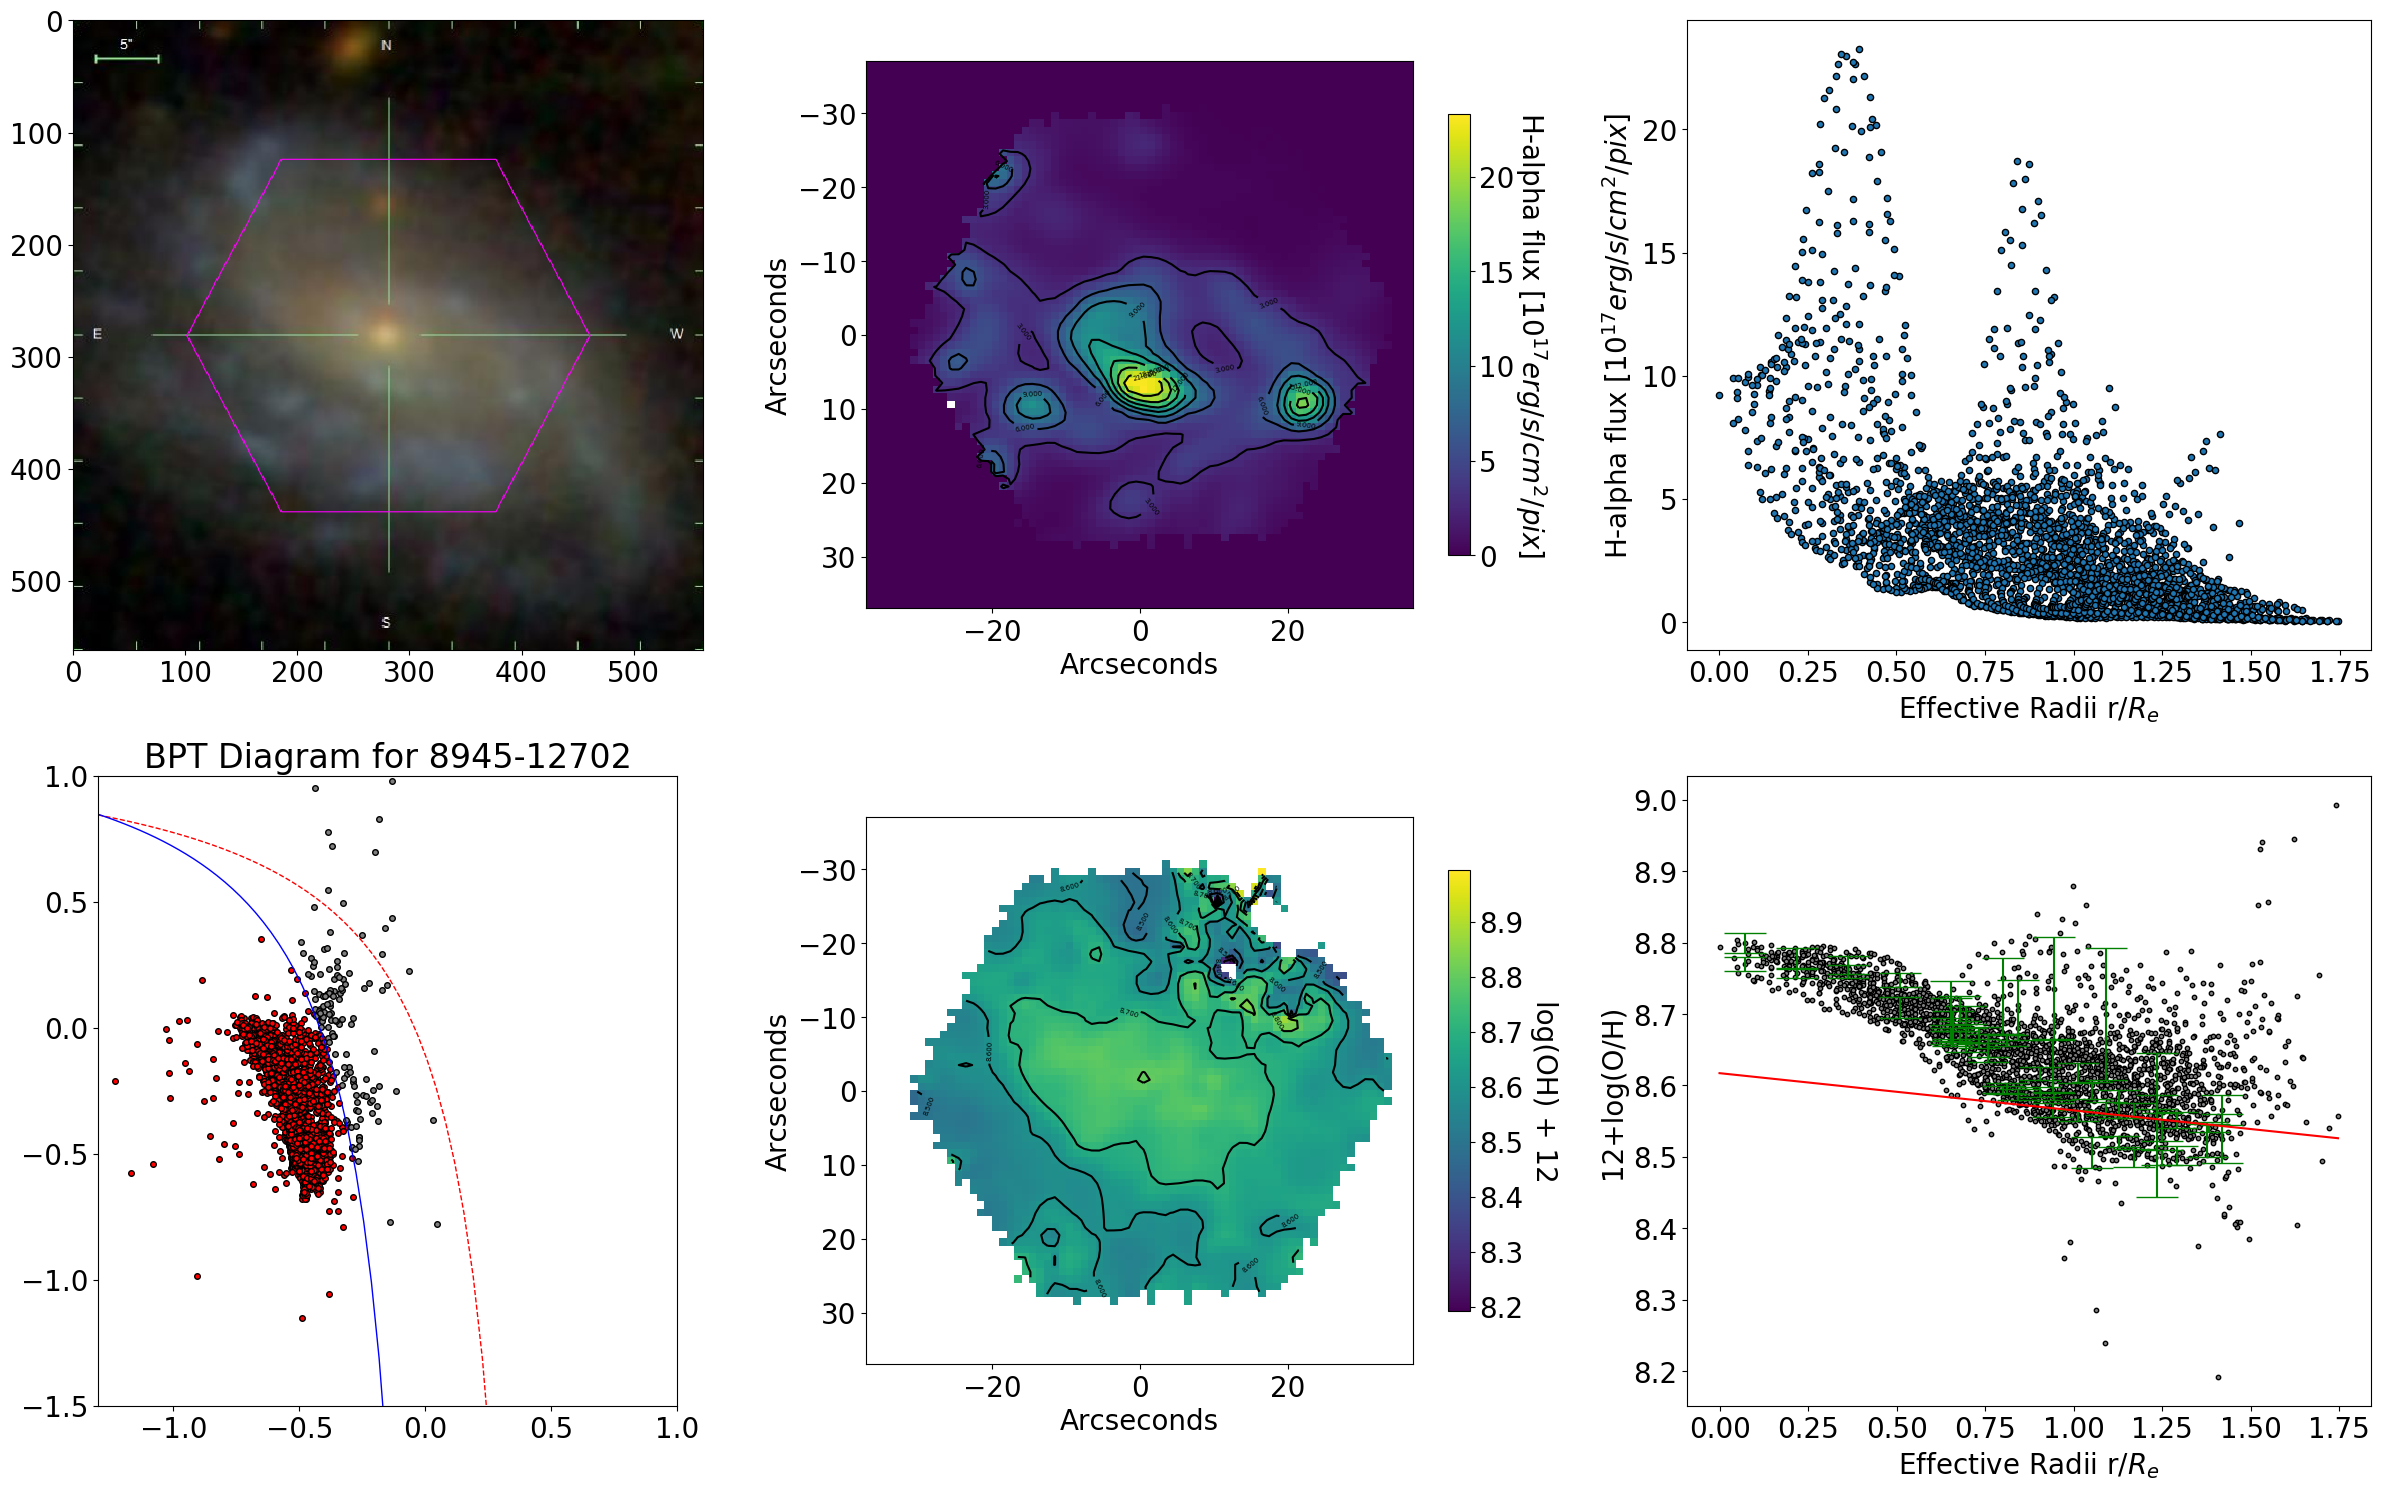 0
100
200
300
400
500
5"
N
E
W
S
0 100 200 300 400 500
−30
−20
−10
0
10
20
30
Arcseconds
−20 0 20
Arcseconds
20
15
10
5
0
H-alpha flux [10^17 erg/s/cm^2/pix]
20
15
10
5
0
H-alpha flux [10^17 erg/s/cm^2/pix]
0.00 0.25 0.50 0.75 1.00 1.25 1.50 1.75
Effective Radii r/R_e
BPT Diagram for 8945-12702
1.0
0.5
0.0
−0.5
−1.0
−1.5
−1.0 −0.5 0.0 0.5 1.0
−30
−20
−10
0
10
20
30
Arcseconds
−20 0 20
Arcseconds
8.9
8.8
8.7
8.6
8.5
8.4
8.3
8.2
log(OH) + 12
9.0
8.9
8.8
8.7
8.6
8.5
8.4
8.3
8.2
12+log(O/H)
0.00 0.25 0.50 0.75 1.00 1.25 1.50 1.75
Effective Radii r/R_e